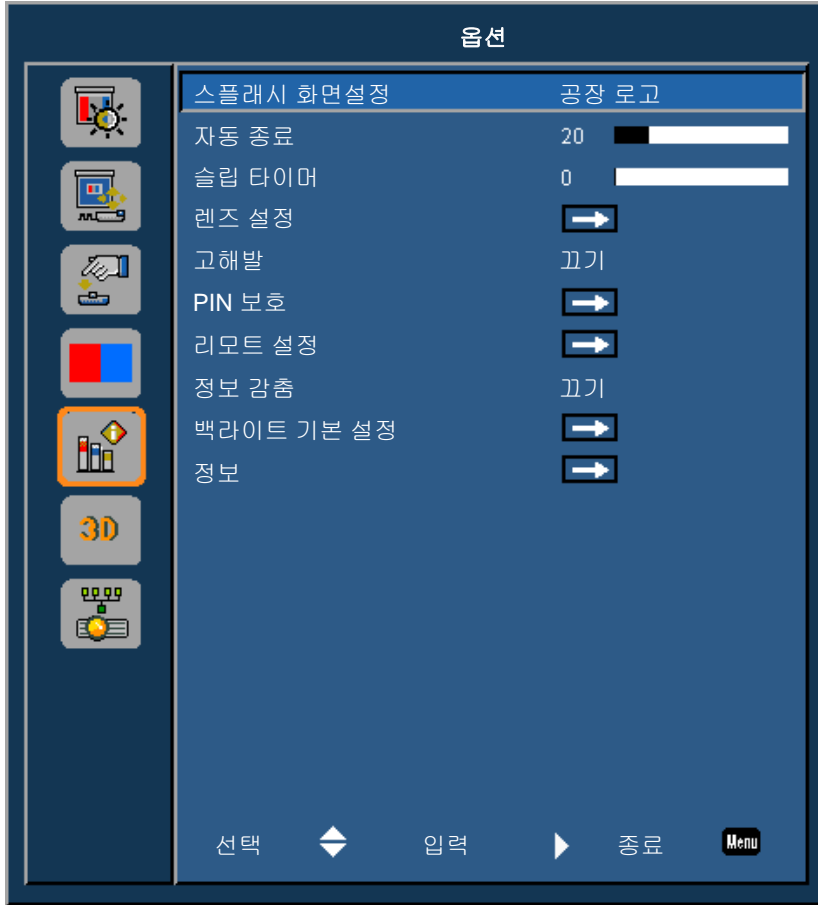 옵션
스플래시 화면설정 공장 로고
자동 종료 20
슬립 타이머 0
렌즈 설정
고해발 끄기
PIN 보호
리모트 설정
정보 감춤 끄기
백라이트 기본 설정
정보
3D
선택 입력 종료 Menu